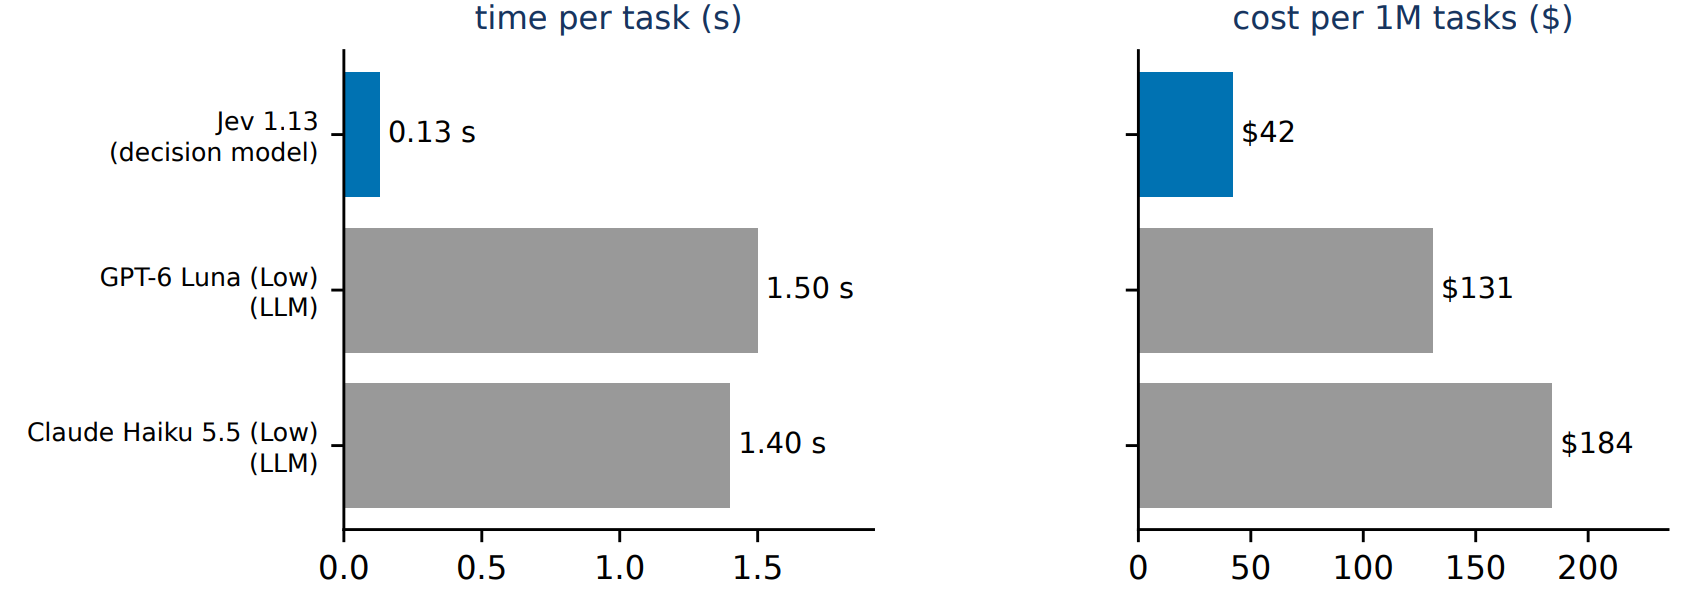 time per task (s)
cost per 1M tasks ($)
Jev 1.13
(decision model)
0.13 s
$42
GPT-6 Luna (Low)
(LLM)
1.50 s
$131
Claude Haiku 5.5 (Low)
(LLM)
1.40 s
$184
0.0 0.5 1.0 1.5
0 50 100 150 200